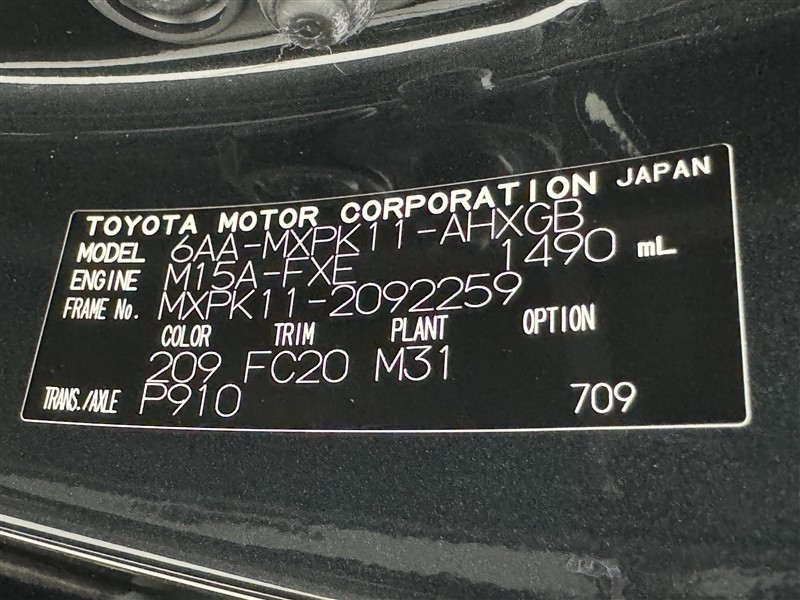 TOYOTA MOTOR CORPORATION JAPAN
MODEL 6AA-MXPK11-AHXGB
ENGINE M15A-FXE 1490 mL
FRAME No. MXPK11-2092259
COLOR TRIM PLANT OPTION
209 FC20 M31
TRANS./AXLE P910 709